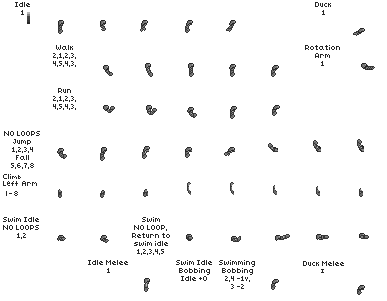 Idle
1
Duck
1
Walk
2,1,2,3,
4,5,4,3,
Rotation
Arm
1
Run
2,1,2,3,
4,5,4,3,
NO LOOPS
Jump
1,2,3,4
Fall
5,6,7,8
Climb
Left Arm
1-8
Swim Idle
NO LOOPS
1,2
Swim
NO LOOP,
Return to
swim idle
1,2,3,4,5
Swim Idle
Bobbing
Idle +0
Swimming
Bobbing
2,4 -1v,
3 -2
Idle Melee
1
Duck Melee
1